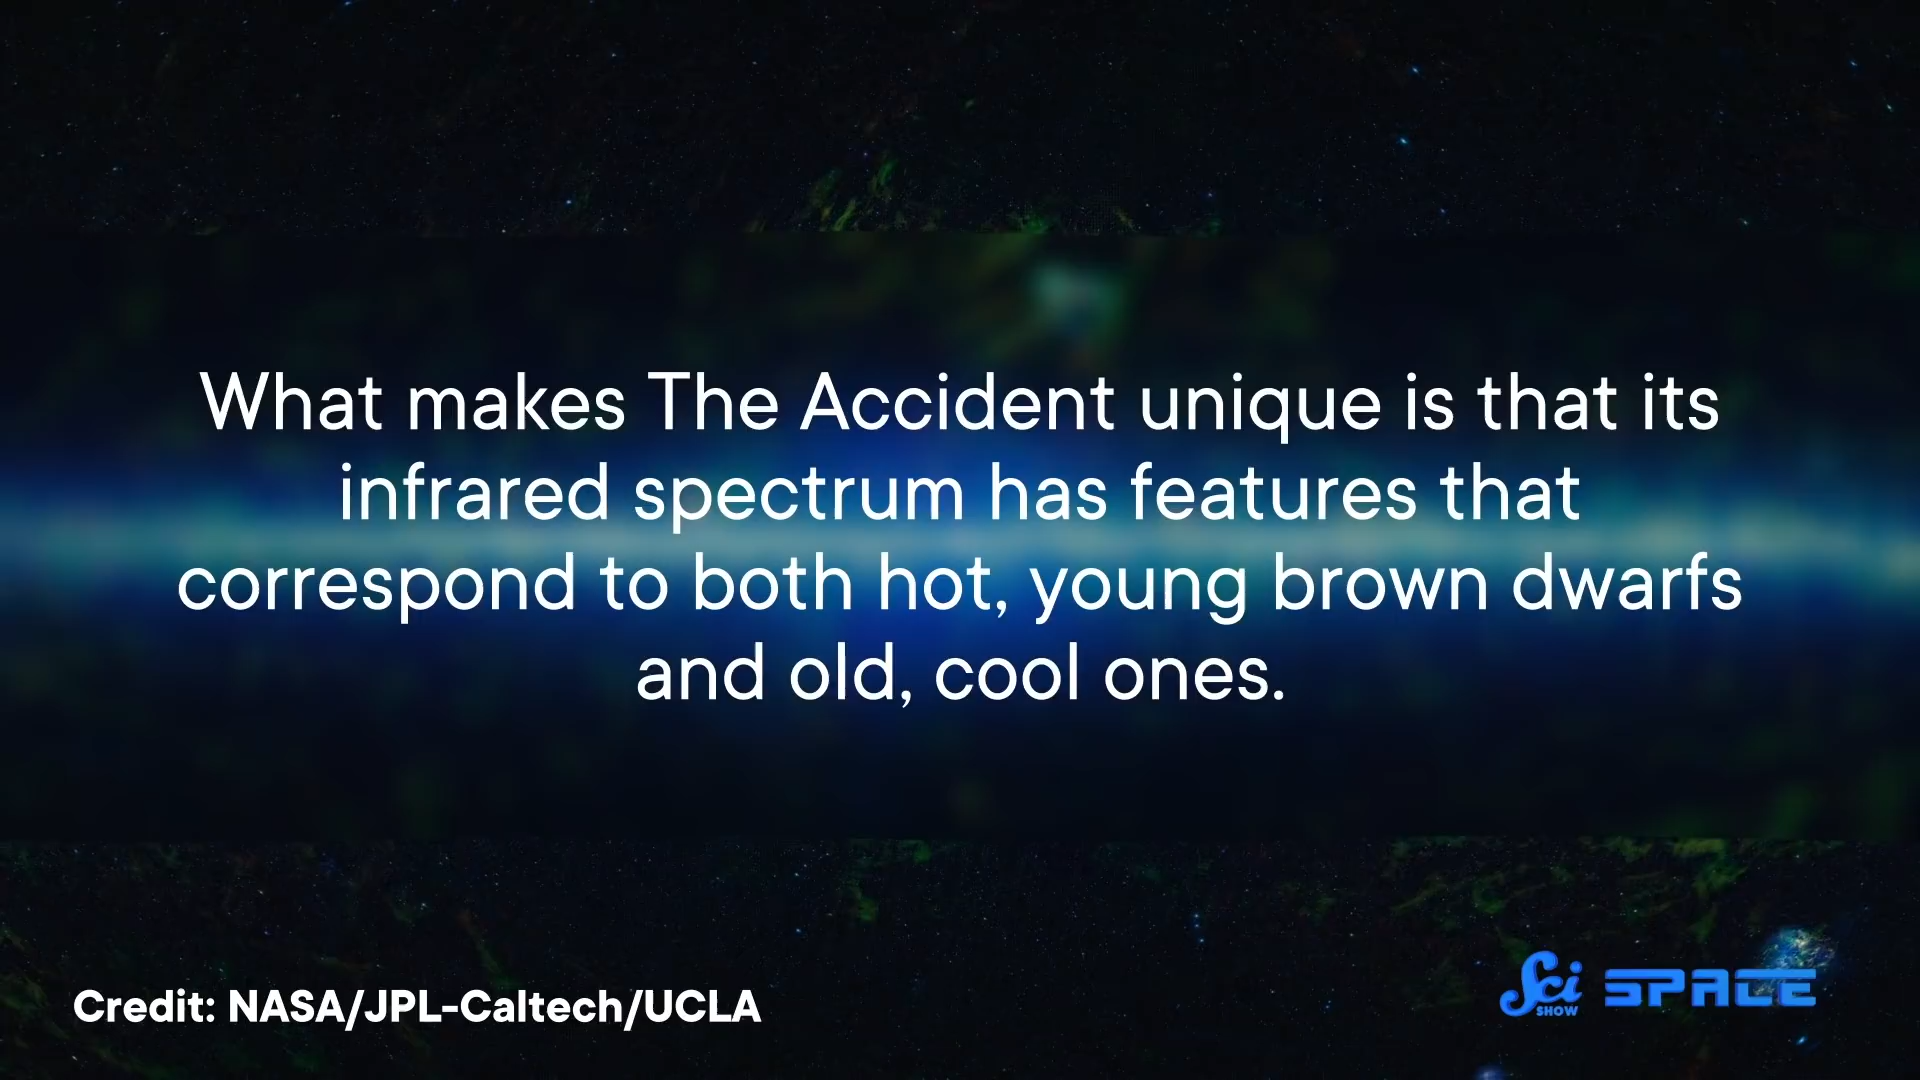 What makes The Accident unique is that its
infrared spectrum has features that
correspond to both hot, young brown dwarfs
and old, cool ones.
Credit: NASA/JPL-Caltech/UCLA
Sci SHOW SPACE